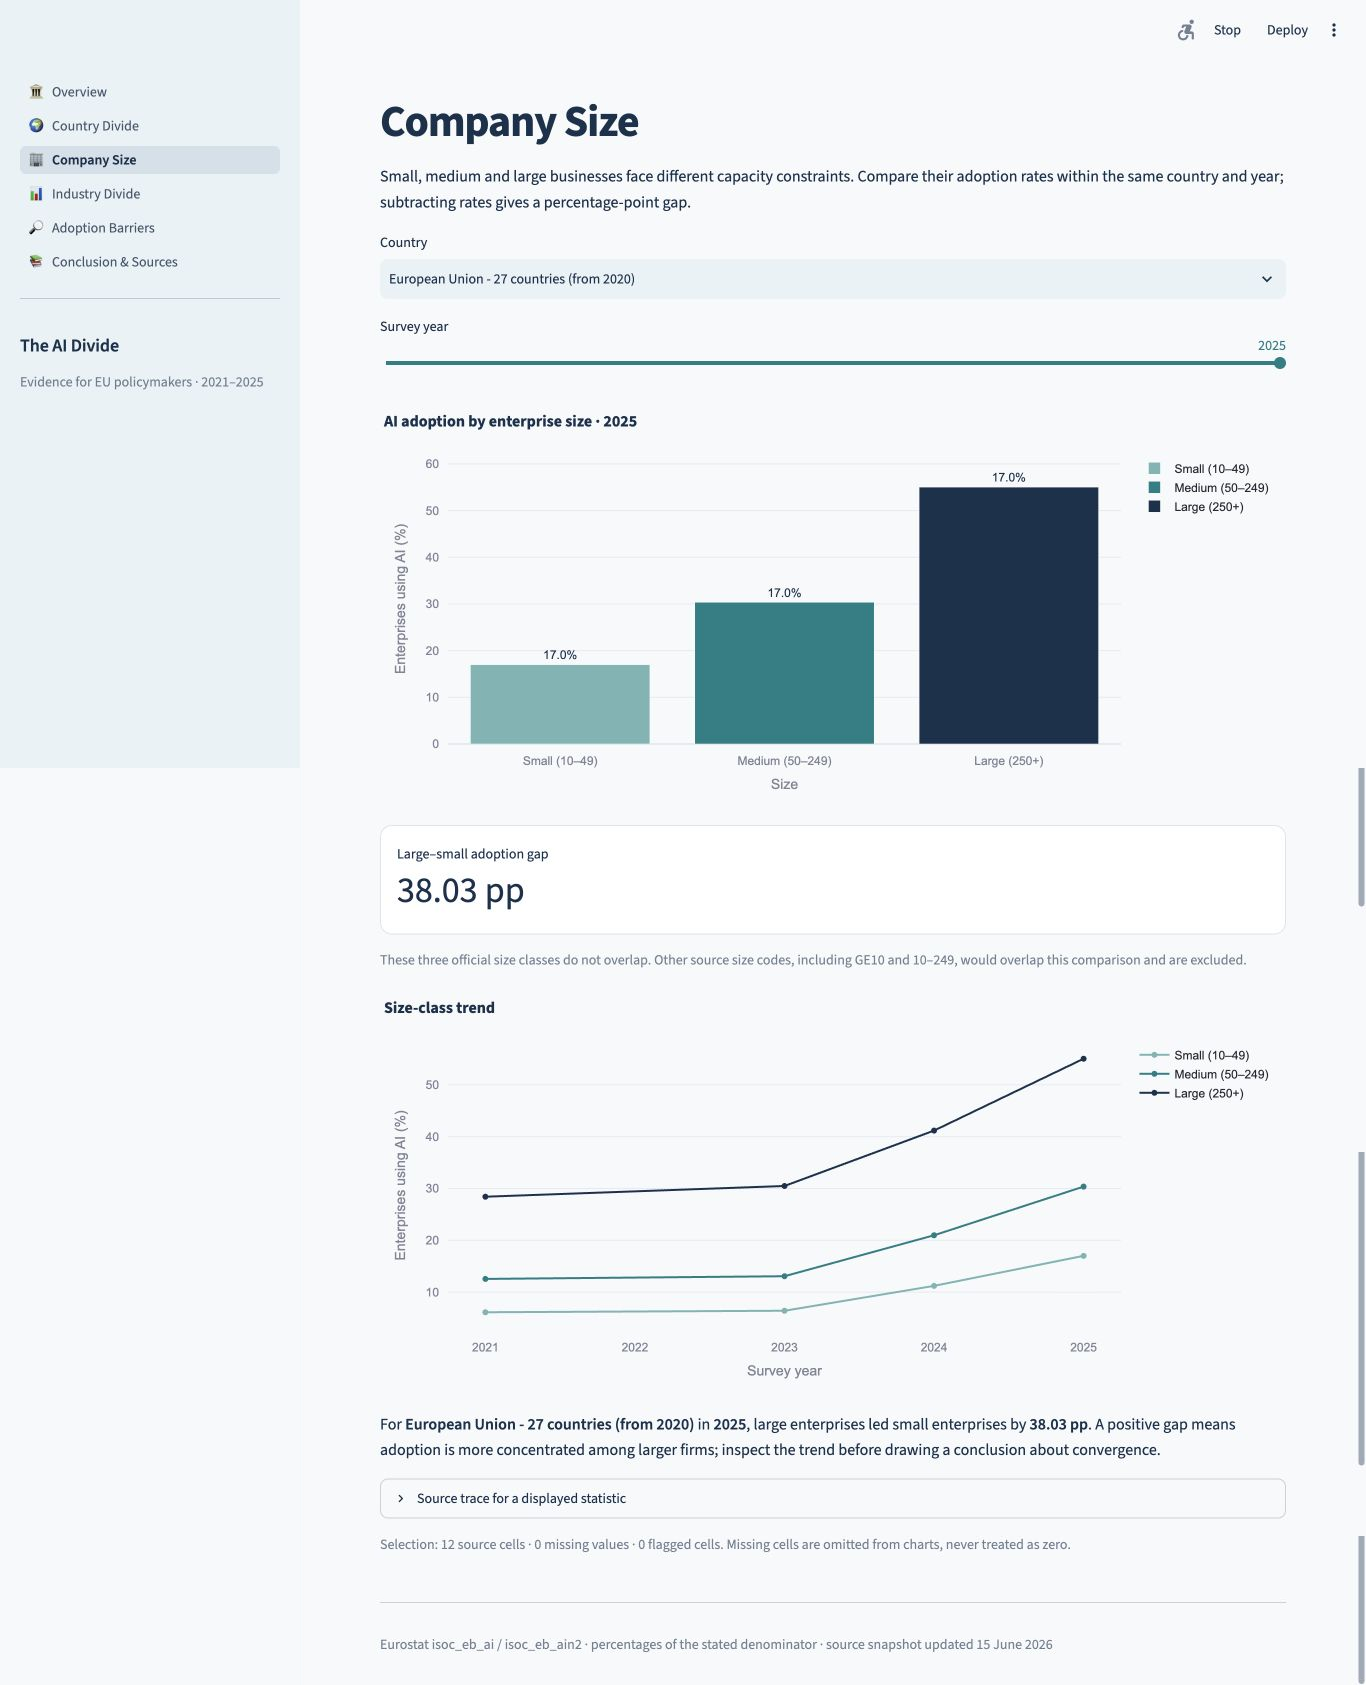 Stop
Deploy
Overview
Country Divide
Company Size
Industry Divide
Adoption Barriers
Conclusion & Sources
The AI Divide
Evidence for EU policymakers · 2021–2025
Company Size
Small, medium and large businesses face different capacity constraints. Compare their adoption rates within the same country and year;
subtracting rates gives a percentage-point gap.
Country
European Union - 27 countries (from 2020)
Survey year
2025
AI adoption by enterprise size · 2025
Enterprises using AI (%)
60
50
40
30
20
10
0
17.0%
17.0%
17.0%
Small (10–49)
Medium (50–249)
Large (250+)
Size
Small (10–49)
Medium (50–249)
Large (250+)
Large–small adoption gap
38.03 pp
These three official size classes do not overlap. Other source size codes, including GE10 and 10–249, would overlap this comparison and are excluded.
Size-class trend
Enterprises using AI (%)
50
40
30
20
10
2021
2022
2023
2024
2025
Survey year
Small (10–49)
Medium (50–249)
Large (250+)
For European Union - 27 countries (from 2020) in 2025, large enterprises led small enterprises by 38.03 pp. A positive gap means
adoption is more concentrated among larger firms; inspect the trend before drawing a conclusion about convergence.
Source trace for a displayed statistic
Selection: 12 source cells · 0 missing values · 0 flagged cells. Missing cells are omitted from charts, never treated as zero.
Eurostat isoc_eb_ai / isoc_eb_ain2 · percentages of the stated denominator · source snapshot updated 15 June 2026